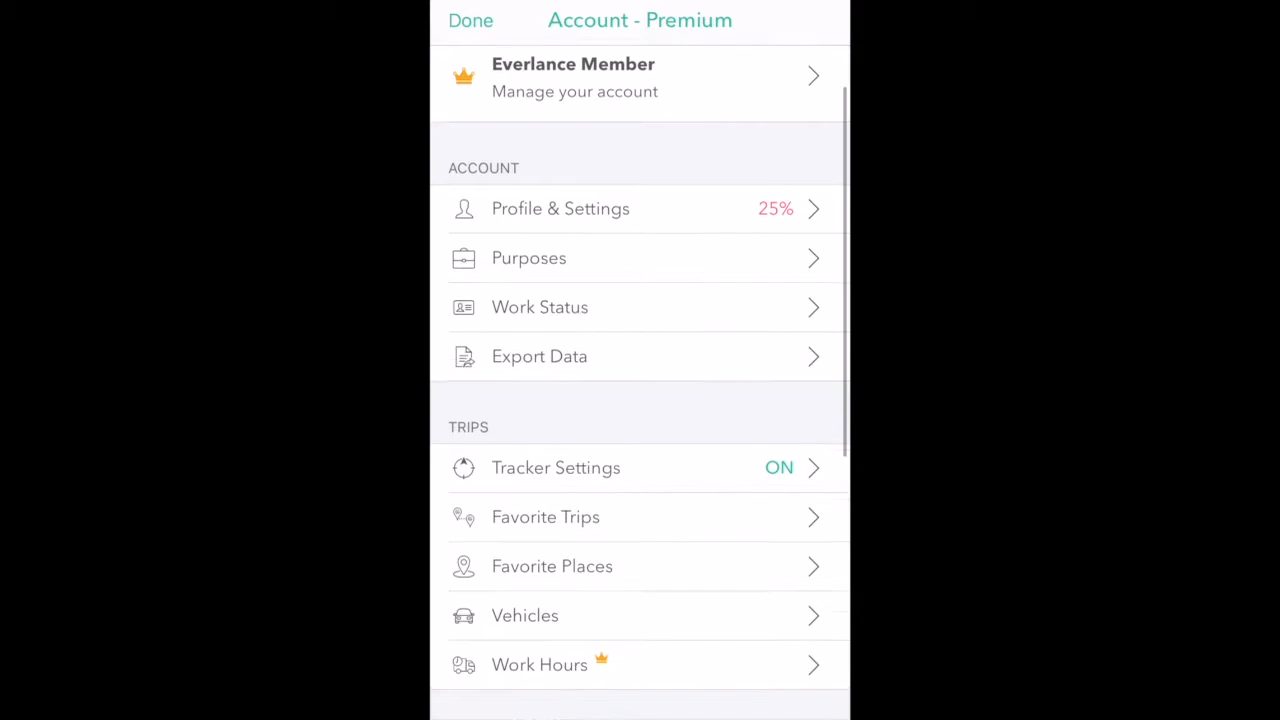 Done
Account - Premium
Everlance Member
Manage your account
ACCOUNT
Profile & Settings 25%
Purposes
Work Status
Export Data
TRIPS
Tracker Settings ON
Favorite Trips
Favorite Places
Vehicles
Work Hours